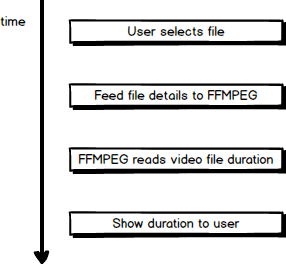 time
User selects file
Feed file details to FFMPEG
FFMPEG reads video file duration
Show duration to user